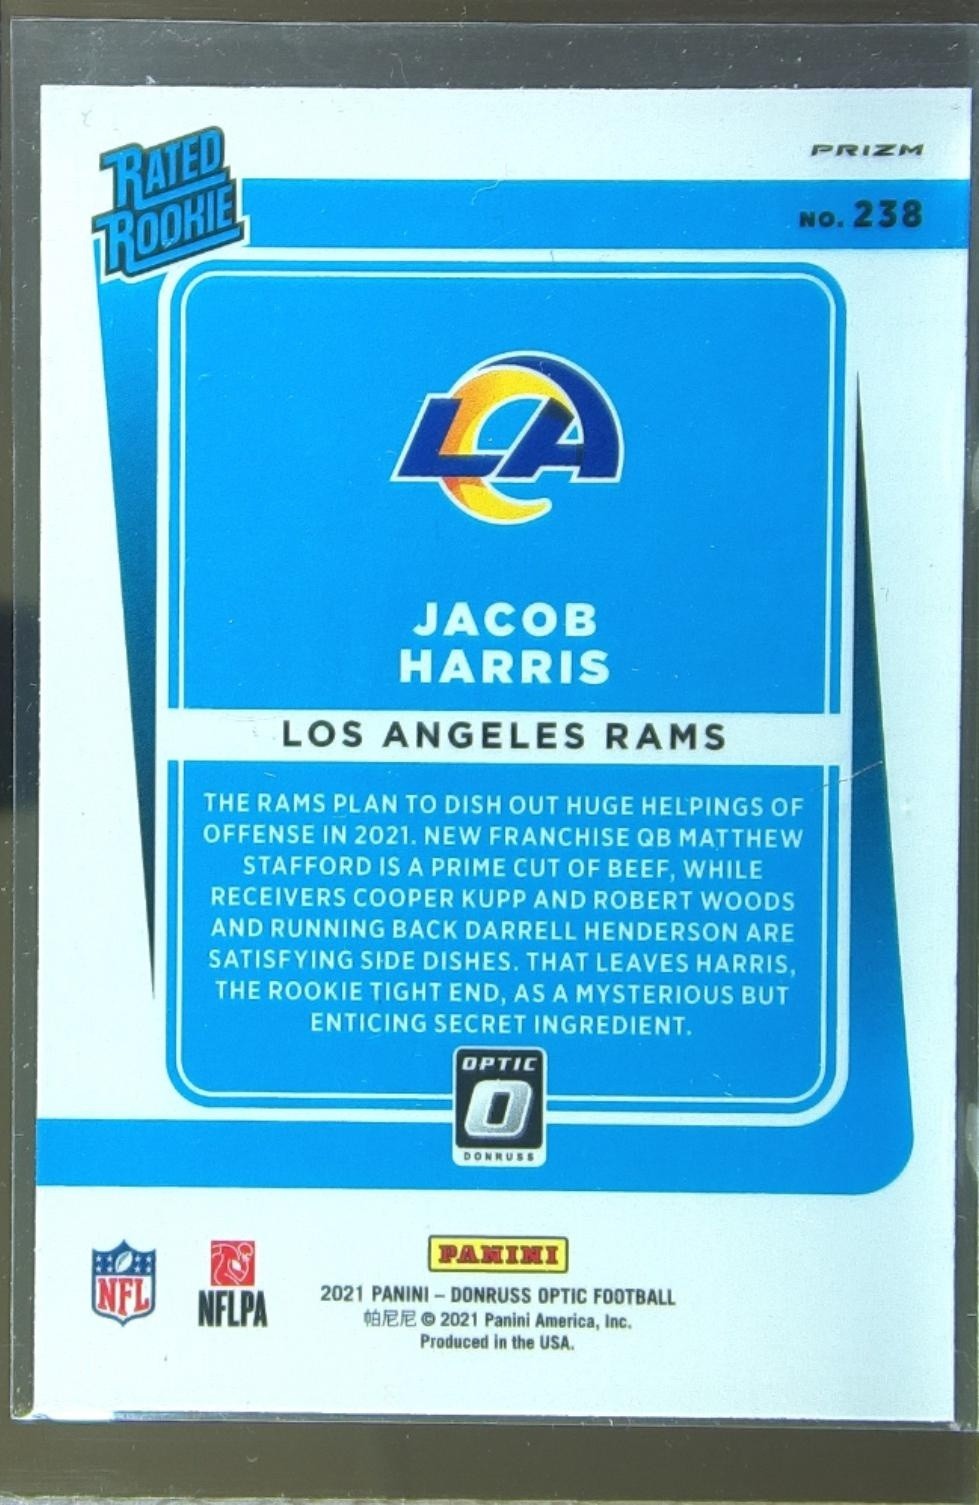 RATED
ROOKIE
PRIZM
NO. 238
LA
JACOB
HARRIS
LOS ANGELES RAMS
THE RAMS PLAN TO DISH OUT HUGE HELPINGS OF
OFFENSE IN 2021. NEW FRANCHISE QB MATTHEW
STAFFORD IS A PRIME CUT OF BEEF, WHILE
RECEIVERS COOPER KUPP AND ROBERT WOODS
AND RUNNING BACK DARRELL HENDERSON ARE
SATISFYING SIDE DISHES. THAT LEAVES HARRIS,
THE ROOKIE TIGHT END, AS A MYSTERIOUS BUT
ENTICING SECRET INGREDIENT.
OPTIC
O
DONRUSS
NFL
NFLPA
PANINI
2021 PANINI – DONRUSS OPTIC FOOTBALL
帕尼尼 © 2021 Panini America, Inc.
Produced in the USA.